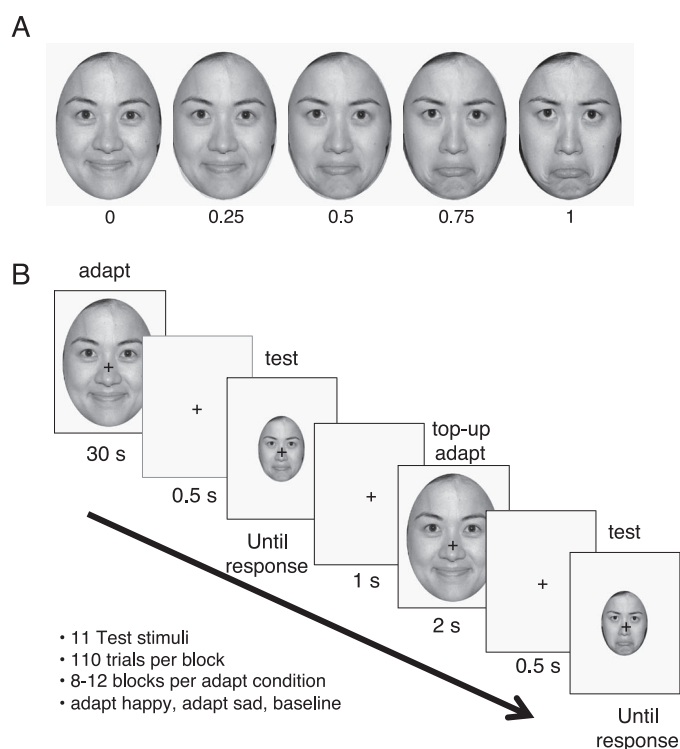 A
0
0.25
0.5
0.75
1
B
adapt
30 s
0.5 s
test
Until
response
1 s
top-up
adapt
2 s
0.5 s
test
Until
response
• 11 Test stimuli
• 110 trials per block
• 8-12 blocks per adapt condition
• adapt happy, adapt sad, baseline